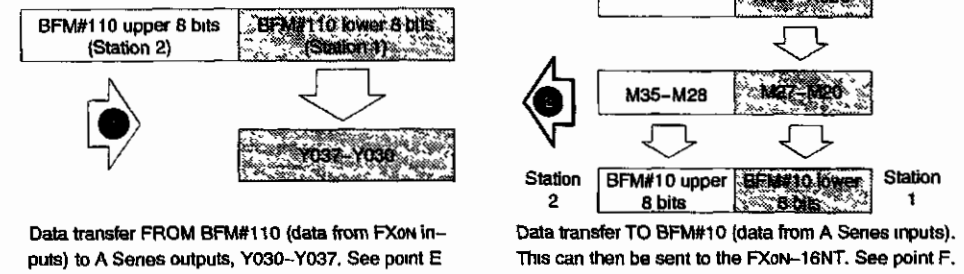 BFM#110 upper 8 bits
(Station 2)
BFM#110 lower 8 bits
(Station 1)
Y037–Y030
Data transfer FROM BFM#110 (data from FX0N in-
puts) to A Series outputs, Y030–Y037. See point E
M35–M28
M27–M20
Station
2
BFM#10 upper
8 bits
BFM#10 lower
8 bits
Station
1
Data transfer TO BFM#10 (data from A Series inputs).
This can then be sent to the FX0N–16NT. See point F.